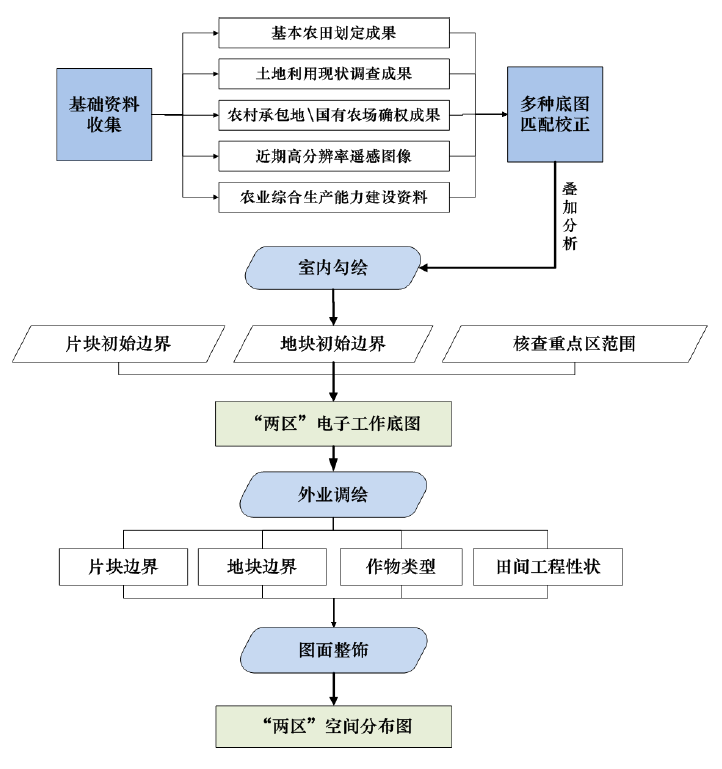 基础资料
收集
基本农田划定成果
土地利用现状调查成果
农村承包地\国有农场确权成果
近期高分辨率遥感图像
农业综合生产能力建设资料
多种底图
匹配校正
叠加分析
室内勾绘
片块初始边界
地块初始边界
核查重点区范围
“两区”电子工作底图
外业调绘
片块边界
地块边界
作物类型
田间工程性状
图面整饰
“两区”空间分布图